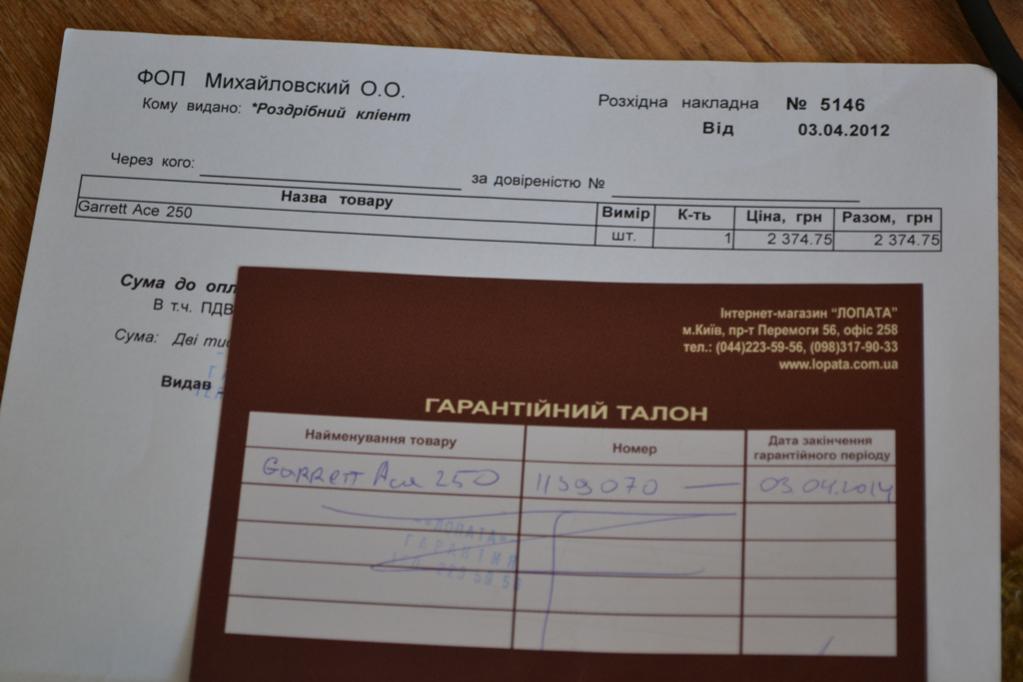 ФОП Михайловский О.О.
Кому видано: *Роздрібний клієнт
Розхідна накладна № 5146
Від 03.04.2012
Через кого:
за довіреністю №
Назва товару Вимір К-ть Ціна, грн Разом, грн
Garrett Ace 250 шт. 1 2 374.75 2 374.75
Сума до опл
В т.ч. ПДВ
Сума: Дві тис
Видав
Інтернет-магазин “ЛОПАТА”
м.Київ, пр-т Перемоги 56, офіс 258
тел.: (044)223-59-56, (098)317-90-33
www.lopata.com.ua
ГАРАНТІЙНИЙ ТАЛОН
Найменування товару Номер Дата закінчення гарантійного періоду
Garrett Ace 250 1139070 — 03.04.2014
«ЛОПАТА»
ГАРАНТИЯ